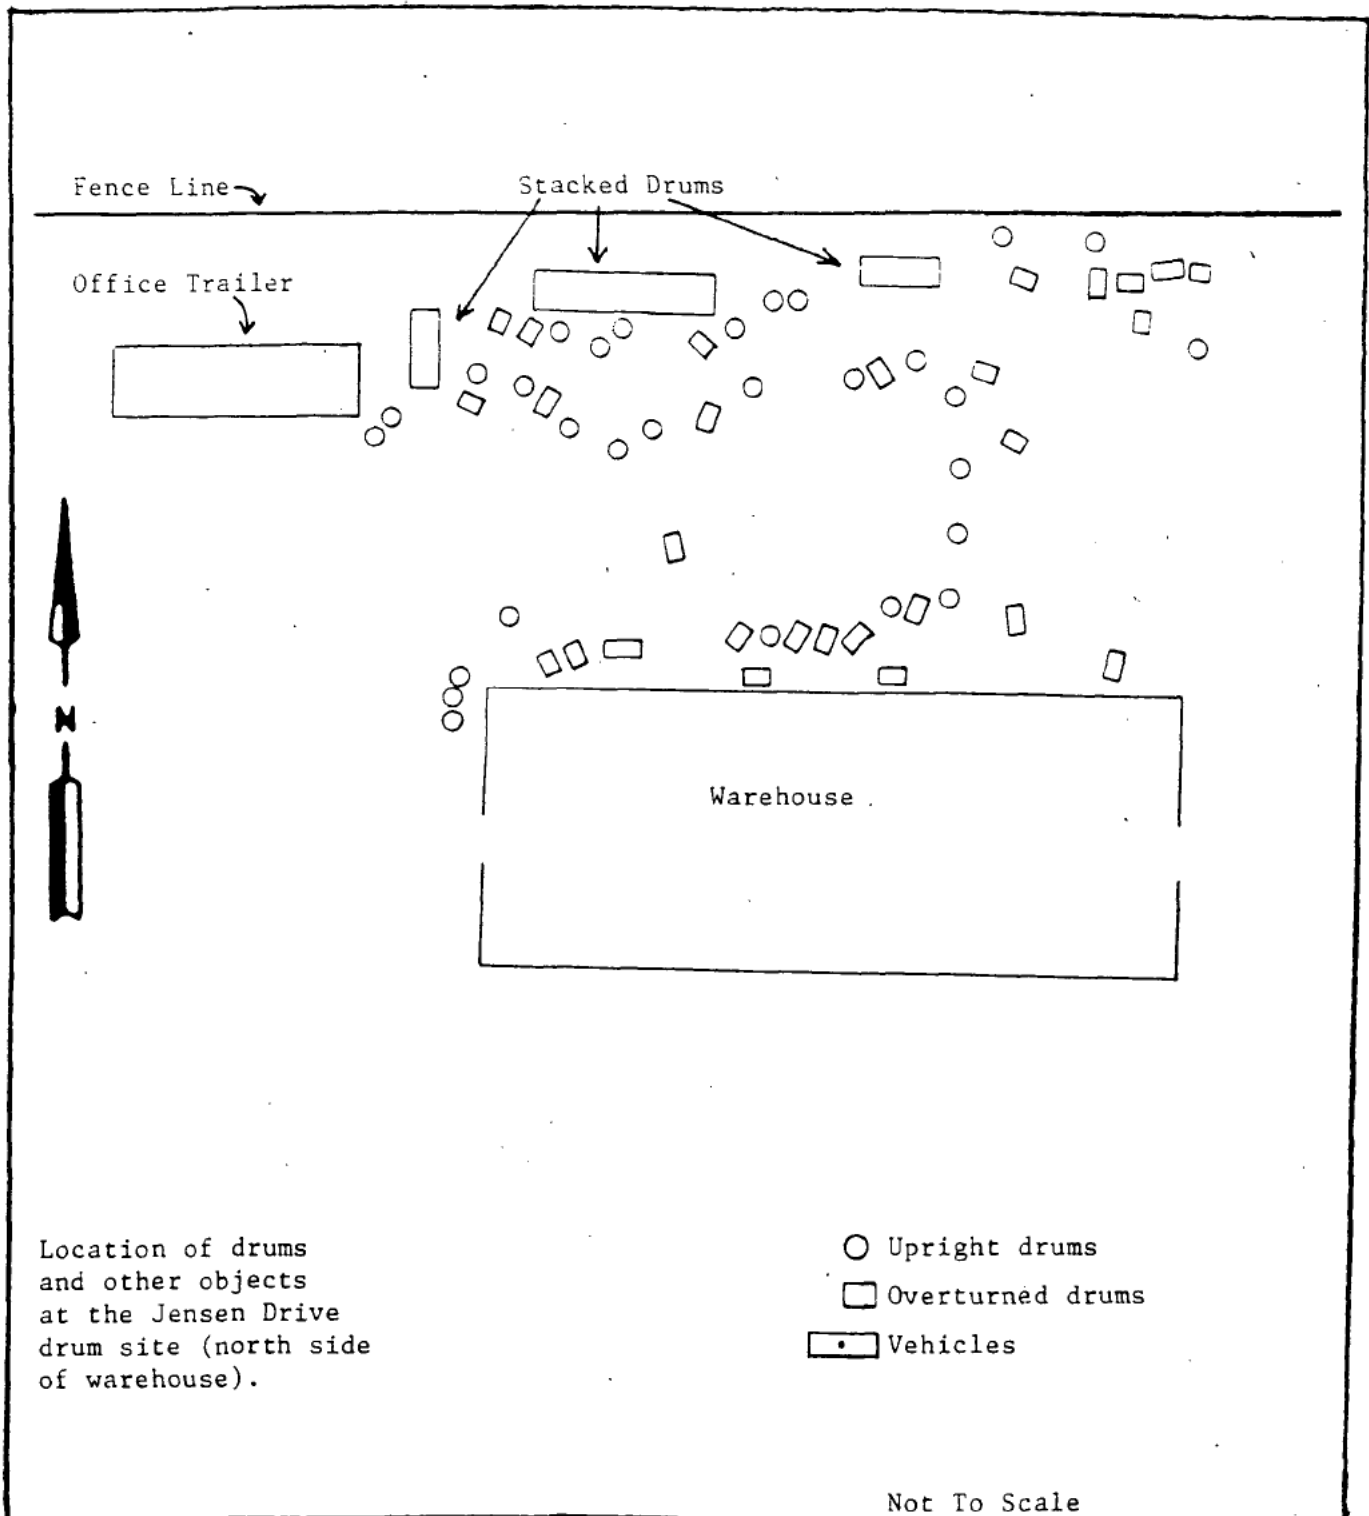 Fence Line
Stacked Drums
Office Trailer
N
Warehouse
Location of drums
and other objects
at the Jensen Drive
drum site (north side
of warehouse).
Upright drums
Overturned drums
Vehicles
Not To Scale